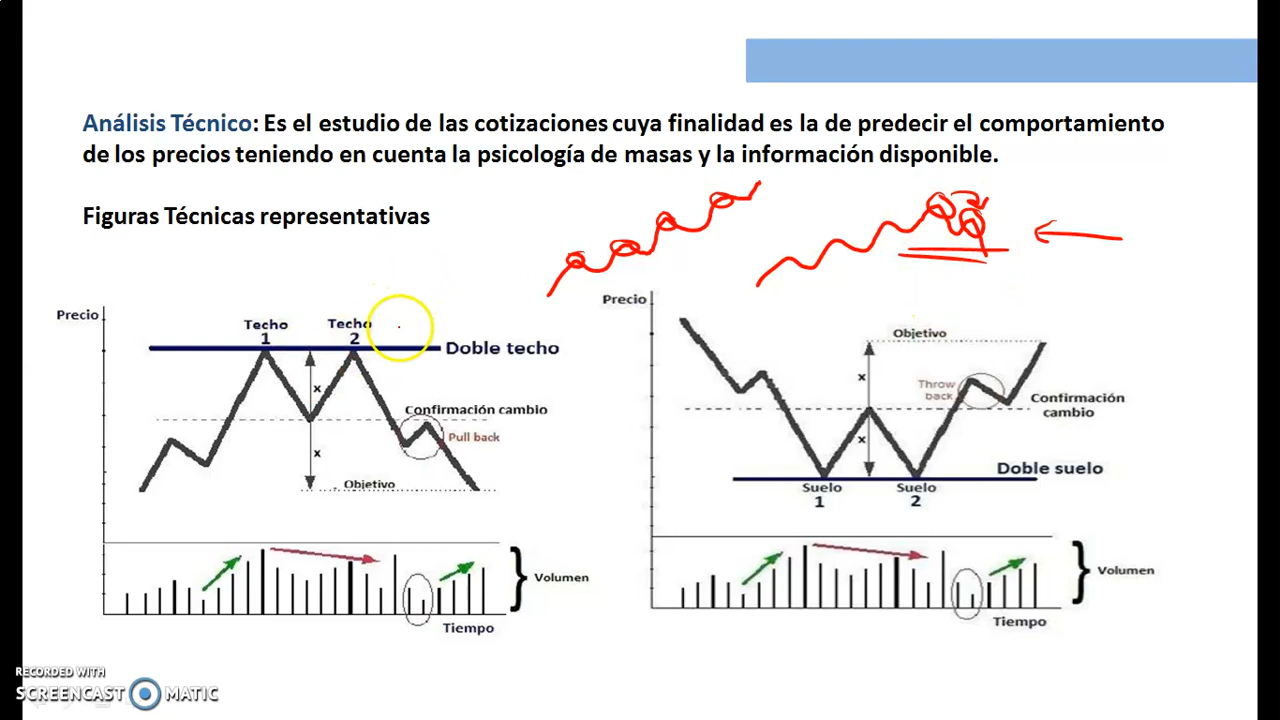 Análisis Técnico: Es el estudio de las cotizaciones cuya finalidad es la de predecir el comportamiento
de los precios teniendo en cuenta la psicología de masas y la información disponible.
Figuras Técnicas representativas
Precio
Techo
1
Techo
2
Doble techo
x
Confirmación cambio
x
Pull back
Objetivo
Volumen
Tiempo
Precio
Objetivo
x
Throw
back
Confirmación
cambio
x
Doble suelo
Suelo
1
Suelo
2
Volumen
Tiempo
RECORDED WITH
SCREENCAST MATIC